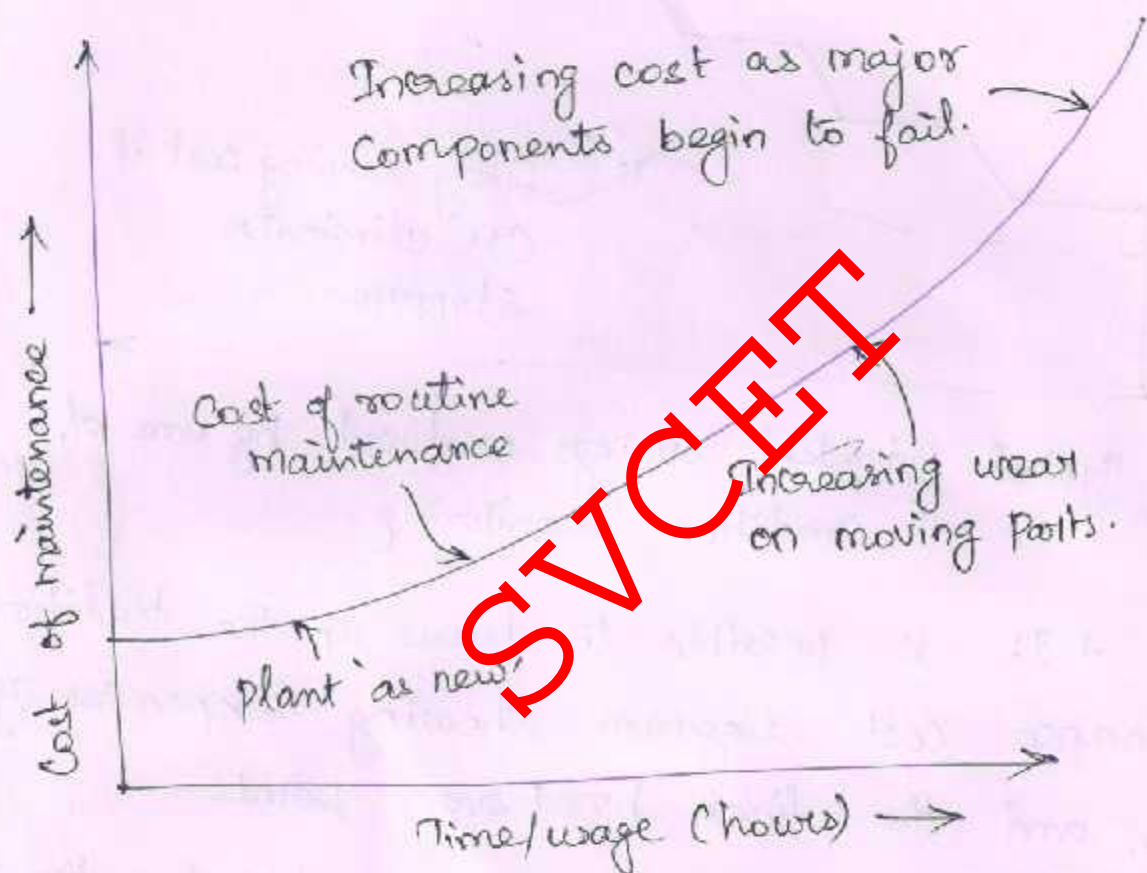 Increasing cost as major
components begin to fail.
Cost of maintenance
Cost of routine
maintenance
SVCET
Increasing wear
on moving parts.
plant 'as new'
Time/usage (hours)